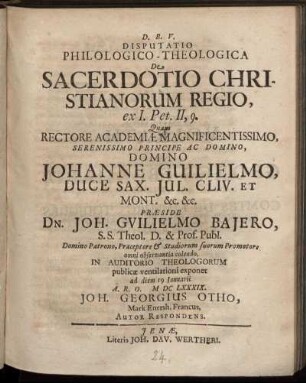 D. B. V.
DISPUTATIO
PHILOLOGICO-THEOLOGICA
De
SACERDOTIO CHRI-
STIANORUM REGIO,
ex I. Pet. II, 9.
Quam
RECTORE ACADEMIÆ MAGNIFICENTISSIMO,
SERENISSIMO PRINCIPE AC DOMINO,
DOMINO
JOHANNE GUILIELMO,
DUCE SAX. JUL. CLIV. ET
MONT. &c. &c.
PRÆSIDE
DN. JOH. GVILIELMO BAJERO,
S.S. Theol. D. & Prof. Publ.
Domino Patrono, Præceptore & Studiorum suorum Promotore
omni observantia colendo,
IN AUDITORIO THEOLOGORUM
publicæ ventilationi exponet
ad diem 19 Januarii
A. R. O. M DC LXXXIX.
JOH. GEORGIUS OTHO,
Mark Francus,
AUTOR RESPONDENS.
JENÆ,
Literis JOH. DAV. WERTHERI.
24.